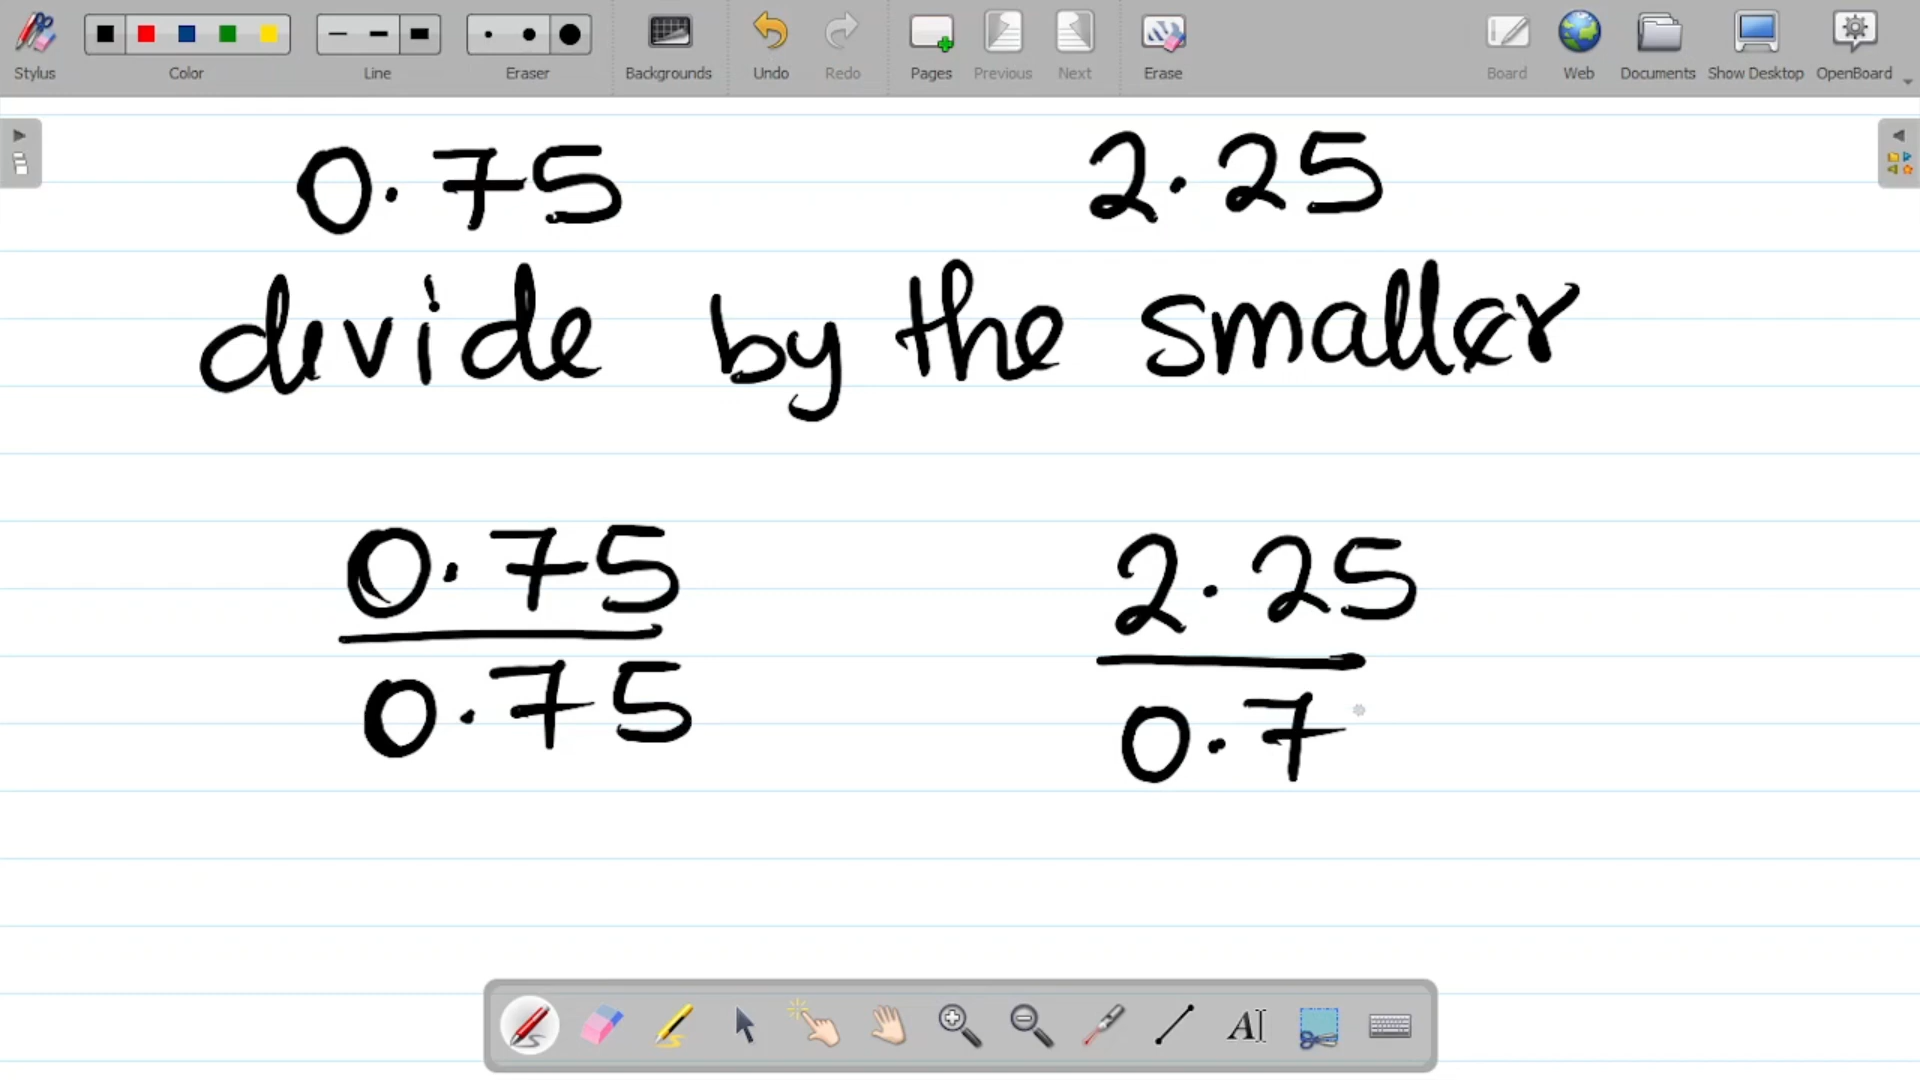 Stylus Color Line Eraser Backgrounds Undo Redo Pages Previous Next Erase Board Web Documents Show Desktop OpenBoard
0.75 2.25
divide by the smaller
0.75 2.25
0.75 0.7